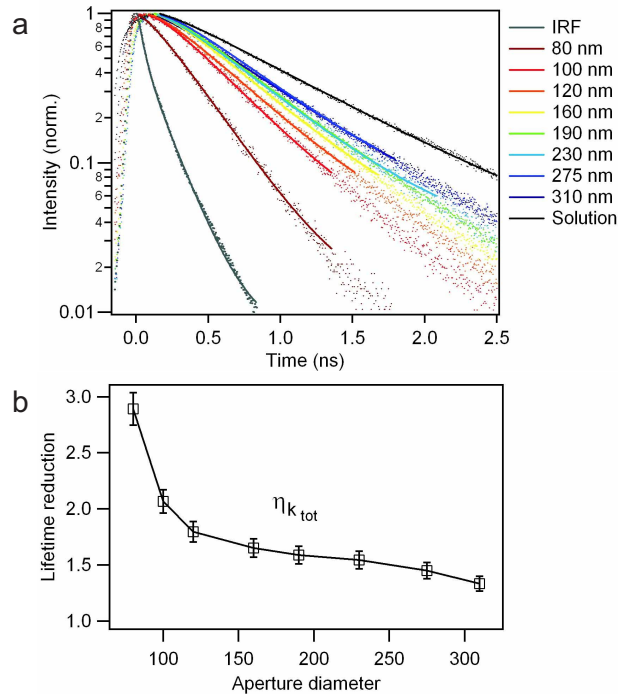 a
Intensity (norm.)
1
8
6
4
2
0.1
8
6
4
2
0.01
0.0 0.5 1.0 1.5 2.0 2.5
Time (ns)
IRF
80 nm
100 nm
120 nm
160 nm
190 nm
230 nm
275 nm
310 nm
Solution
b
Lifetime reduction
3.0
2.5
2.0
1.5
1.0
ηk tot
100 150 200 250 300
Aperture diameter